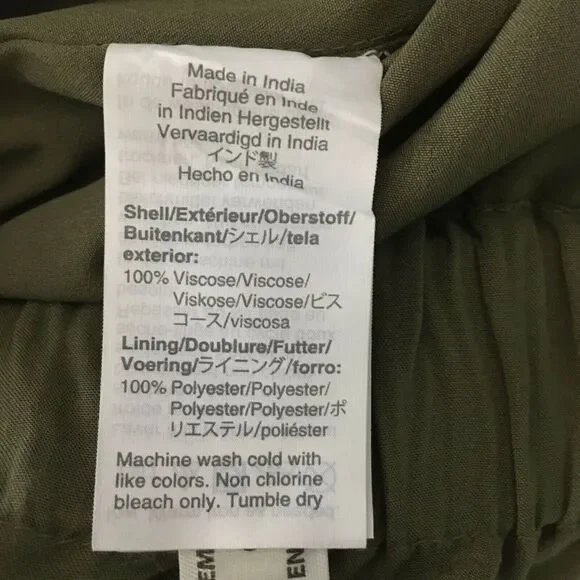 Made in India
Fabriqué en Inde
in Indien Hergestellt
Vervaardigd in India
インド製
Hecho en India
Shell/Extérieur/Oberstoff/
Buitenkant/シェル/tela
exterior:
100% Viscose/Viscose/
Viskose/Viscose/ビス
コース/viscosa
Lining/Doublure/Futter/
Voering/ライニング/forro:
100% Polyester/Polyester/
Polyester/Polyester/ポ
リエステル/poliéster
Machine wash cold with
like colors. Non chlorine
bleach only. Tumble dry